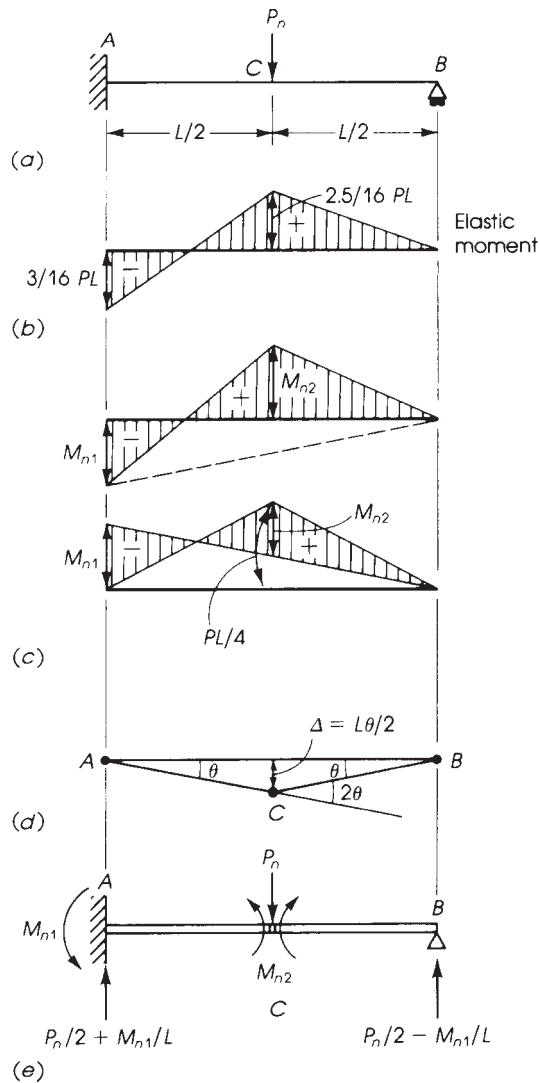 P_n
A
C
B
L/2
L/2
(a)
2.5/16 PL
+
Elastic
moment
3/16 PL
−
(b)
M_n2
+
M_n1
−
M_n2
M_n1
−
+
PL/4
(c)
Δ = Lθ/2
A
θ
θ
B
2θ
C
(d)
P_n
A
B
M_n1
M_n2
C
P_n/2 + M_n1/L
P_n/2 − M_n1/L
(e)